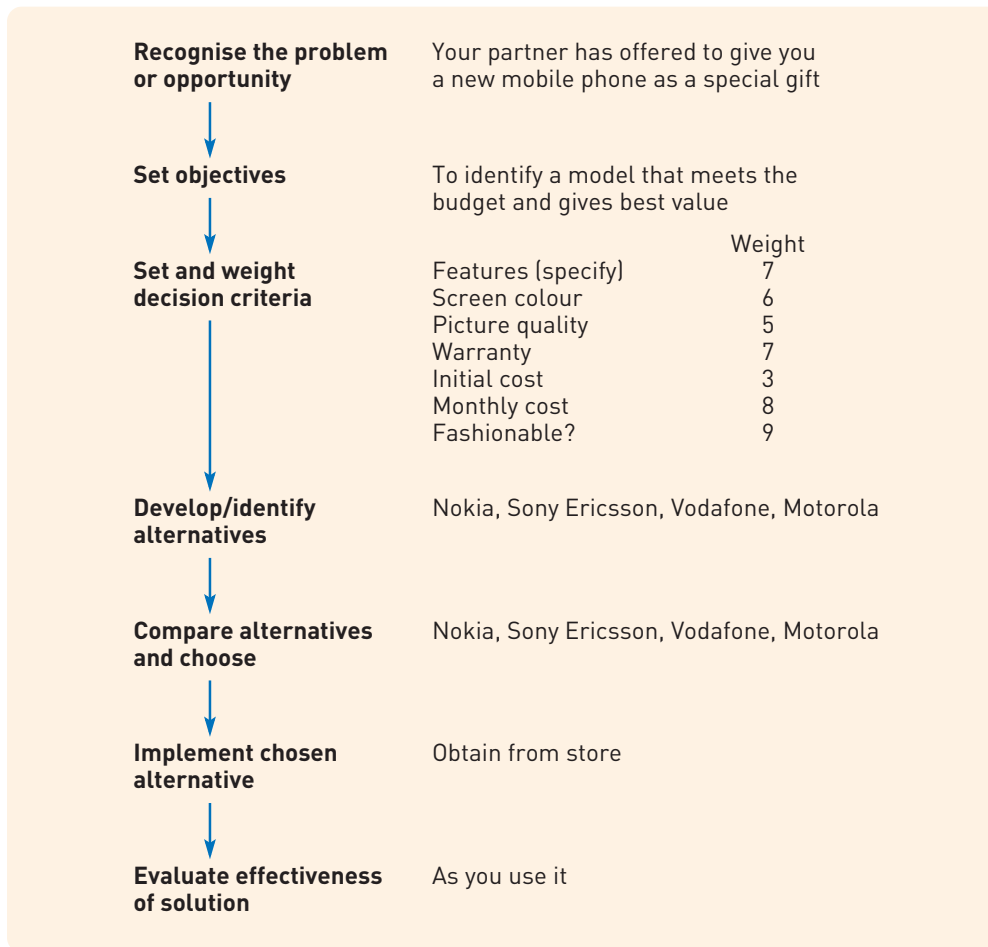 Recognise the problem
or opportunity
Your partner has offered to give you
a new mobile phone as a special gift
Set objectives
To identify a model that meets the
budget and gives best value
Set and weight
decision criteria
Weight
Features (specify) 7
Screen colour 6
Picture quality 5
Warranty 7
Initial cost 3
Monthly cost 8
Fashionable? 9
Develop/identify
alternatives
Nokia, Sony Ericsson, Vodafone, Motorola
Compare alternatives
and choose
Nokia, Sony Ericsson, Vodafone, Motorola
Implement chosen
alternative
Obtain from store
Evaluate effectiveness
of solution
As you use it